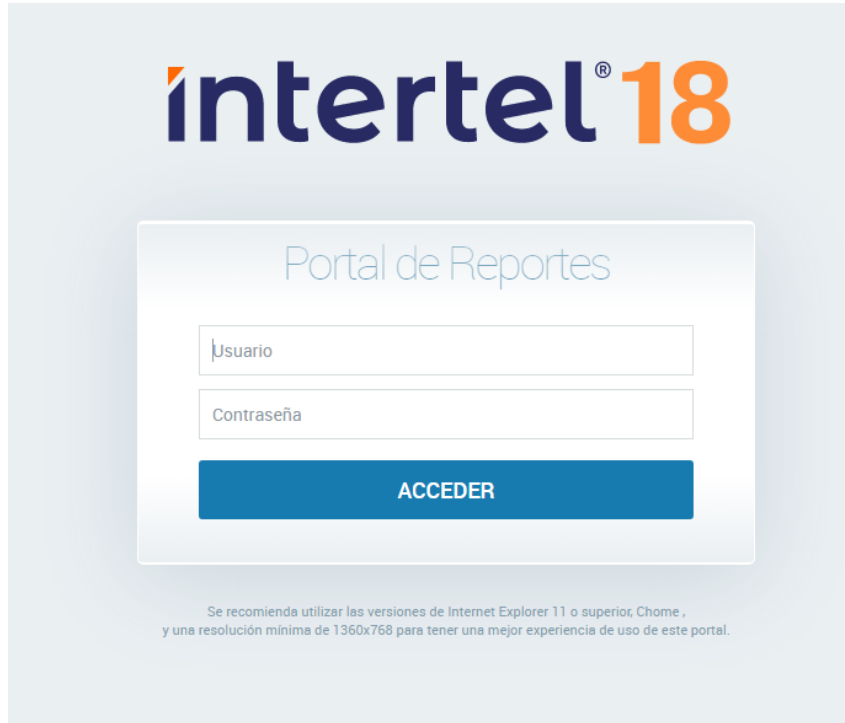 intertel® 18
Portal de Reportes
Usuario
Contraseña
ACCEDER
Se recomienda utilizar las versiones de Internet Explorer 11 o superior, Chome ,
y una resolución mínima de 1360x768 para tener una mejor experiencia de uso de este portal.